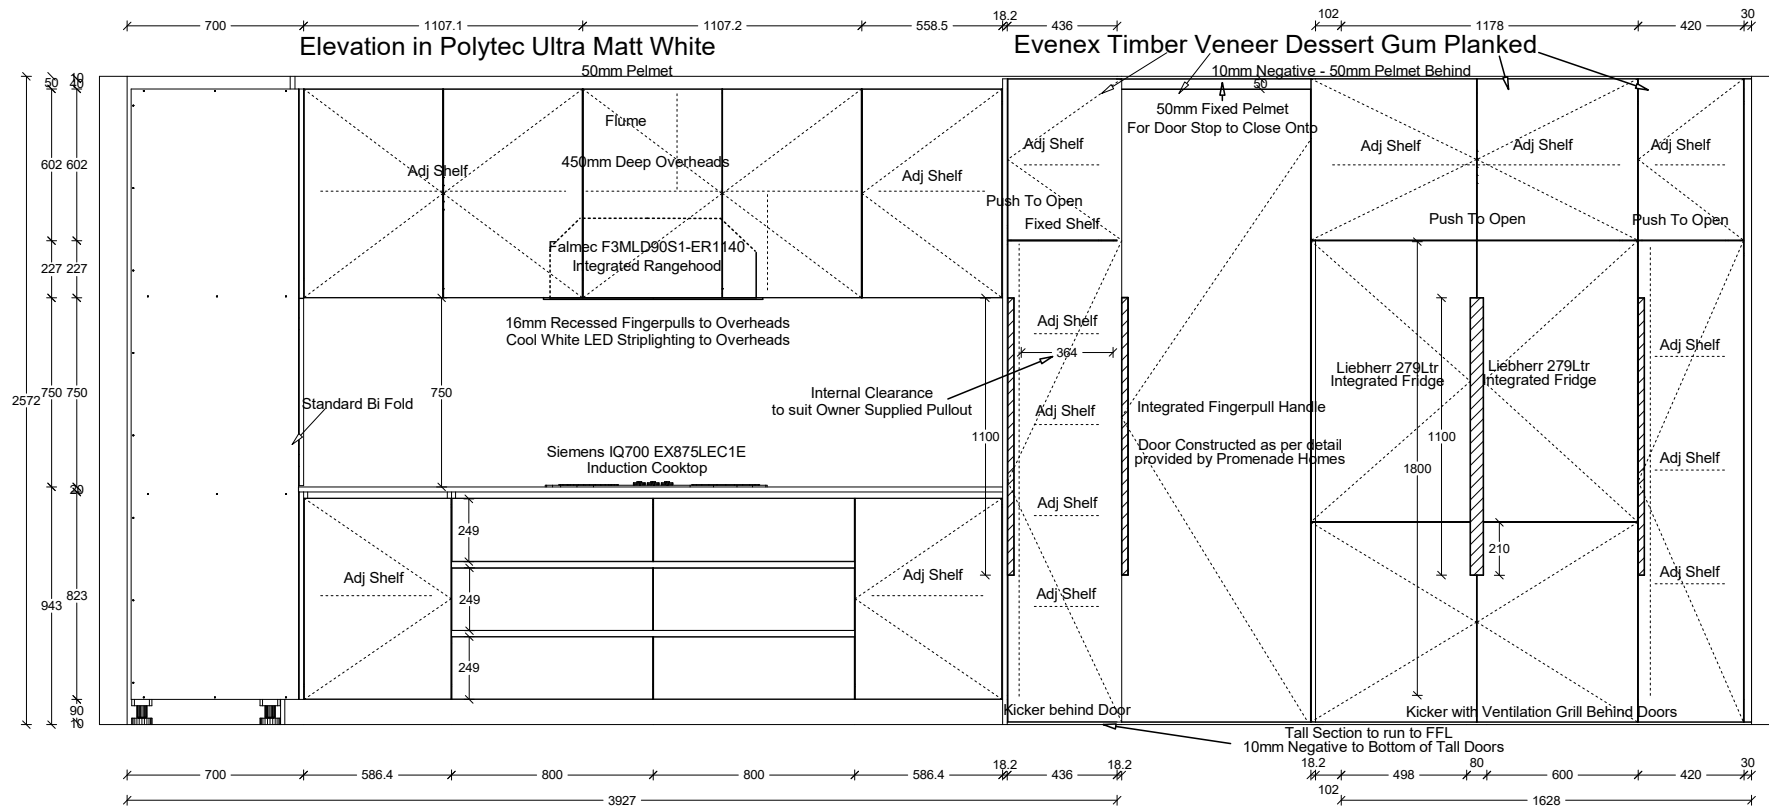 700
1107.1
1107.2
558.5
18.2
436
102
1178
420
30
Elevation in Polytec Ultra Matt White
Evenex Timber Veneer Dessert Gum Planked
50mm Pelmet
10mm Negative - 50mm Pelmet Behind
10
50
40
50
50mm Fixed Pelmet
For Door Stop to Close Onto
Flume
450mm Deep Overheads
Adj Shelf
Adj Shelf
Adj Shelf
Adj Shelf
Adj Shelf
Adj Shelf
602
602
Push To Open
Fixed Shelf
Push To Open
Push To Open
Falmec F3MLD90S1-ER1140
Integrated Rangehood
227
227
16mm Recessed Fingerpulls to Overheads
Cool White LED Striplighting to Overheads
Adj Shelf
364
Adj Shelf
Liebherr 279Ltr
Integrated Fridge
Liebherr 279Ltr
Integrated Fridge
2572
750
750
750
Standard Bi Fold
Internal Clearance
to suit Owner Supplied Pullout
Adj Shelf
Integrated Fingerpull Handle
1100
1100
Door Constructed as per detail
provided by Promenade Homes
1800
Adj Shelf
Siemens IQ700 EX875LEC1E
Induction Cooktop
20
Adj Shelf
249
210
Adj Shelf
Adj Shelf
Adj Shelf
Adj Shelf
943
823
249
249
90
10
Kicker behind Door
Kicker with Ventilation Grill Behind Doors
Tall Section to run to FFL
10mm Negative to Bottom of Tall Doors
700
586.4
800
800
586.4
18.2
436
18.2
18.2
102
498
80
600
420
30
3927
1628